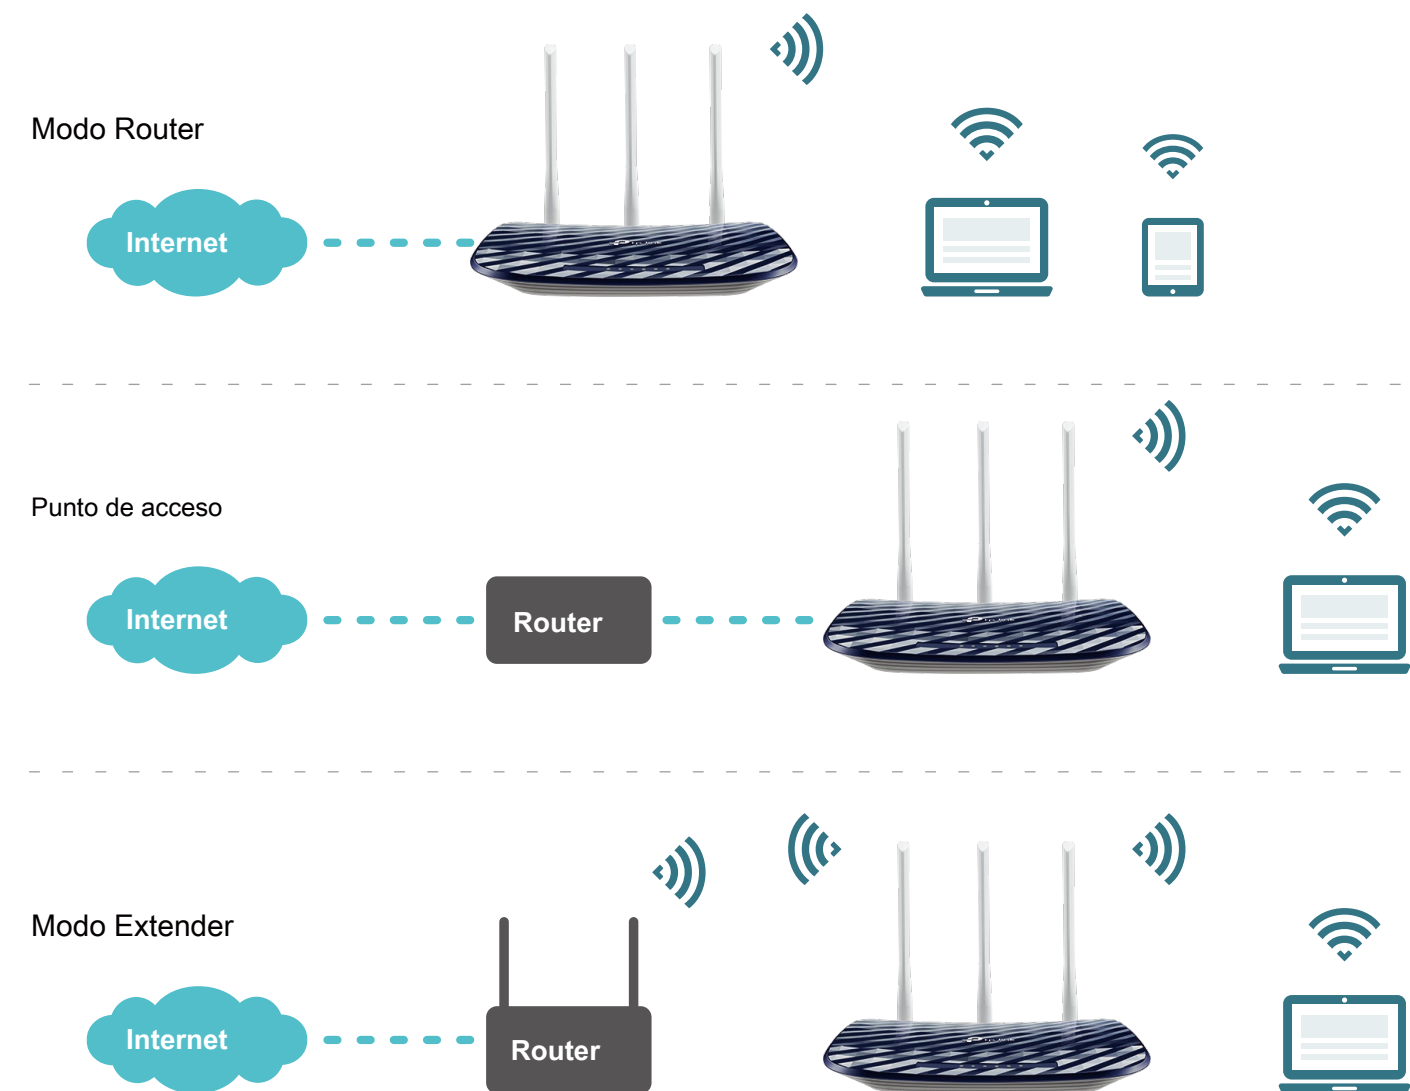 Modo Router
Internet
Punto de acceso
Internet
Router
Modo Extender
Internet
Router